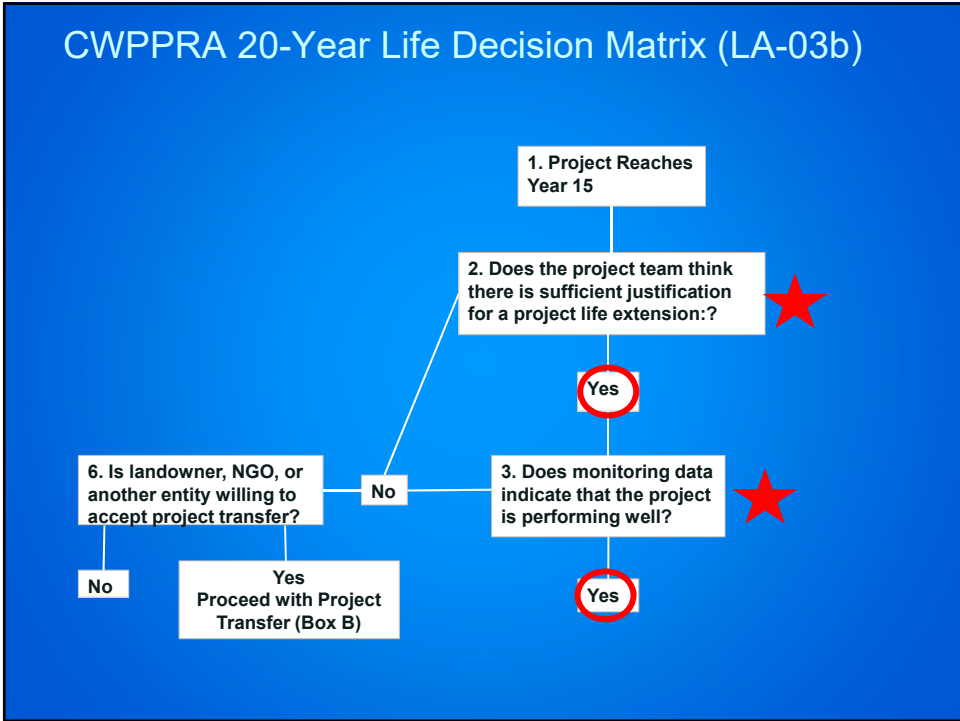 CWPPRA 20-Year Life Decision Matrix (LA-03b)
1. Project Reaches
Year 15
2. Does the project team think
there is sufficient justification
for a project life extension:?
Yes
6. Is landowner, NGO, or
another entity willing to
accept project transfer?
No
3. Does monitoring data
indicate that the project
is performing well?
No
Yes
Proceed with Project
Transfer (Box B)
Yes